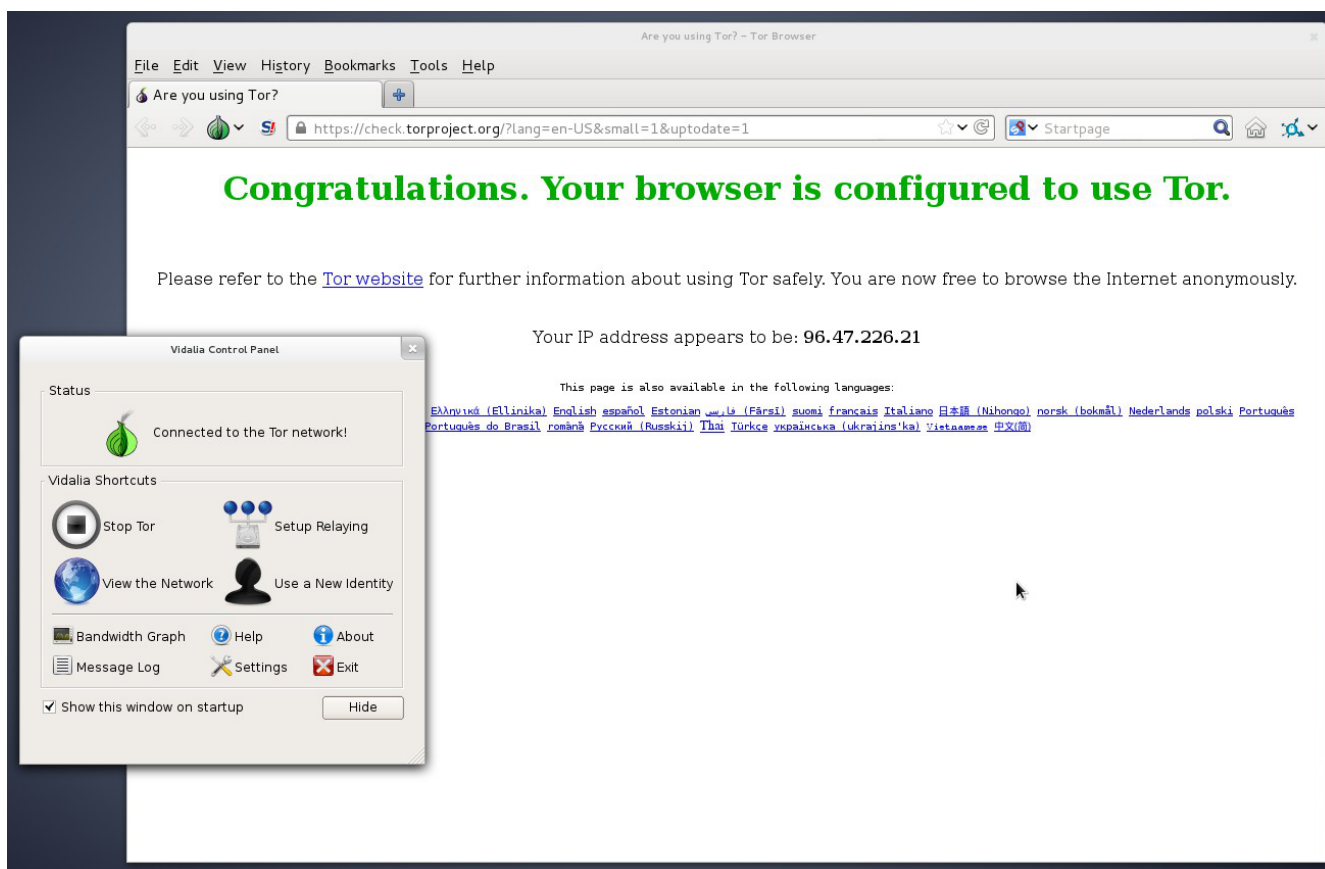 Are you using Tor? – Tor Browser
File Edit View History Bookmarks Tools Help
Are you using Tor?
https://check.torproject.org/?lang=en-US&small=1&uptodate=1
Startpage
Congratulations. Your browser is configured to use Tor.
Please refer to the Tor website for further information about using Tor safely. You are now free to browse the Internet anonymously.
Your IP address appears to be: 96.47.226.21
This page is also available in the following languages:
Ελληνικά (Ellinika) English español Estonian فارسی (Fārsī) suomi français Italiano 日本語 (Nihongo) norsk (bokmål) Nederlands polski Português
Português do Brasil română Русский (Russkij) Thai Türkçe українська (ukrajins'ka) Vietnamese 中文(简)
Vidalia Control Panel
Status
Connected to the Tor network!
Vidalia Shortcuts
Stop Tor
Setup Relaying
View the Network
Use a New Identity
Bandwidth Graph
Help
About
Message Log
Settings
Exit
Show this window on startup
Hide